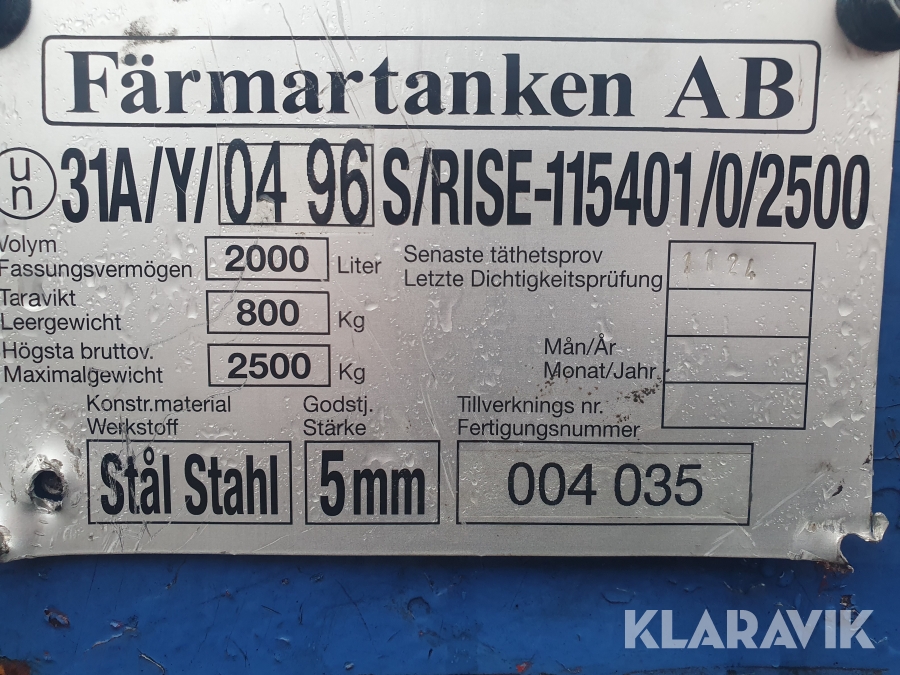 Färmartanken AB
un 31A/Y/ 04 96 S/RISE-115401/0/2500
Volym
Fassungsvermögen 2000 Liter
Senaste täthetsprov
Letzte Dichtigkeitsprüfung
Taravikt
Leergewicht 800 Kg
Högsta bruttov.
Maximalgewicht 2500 Kg
Mån/År
Monat/Jahr.
Konstr.material
Werkstoff
Stål Stahl
Godstj.
Stärke
5mm
Tillverknings nr.
Fertigungsnummer
004 035
KLARAVIK